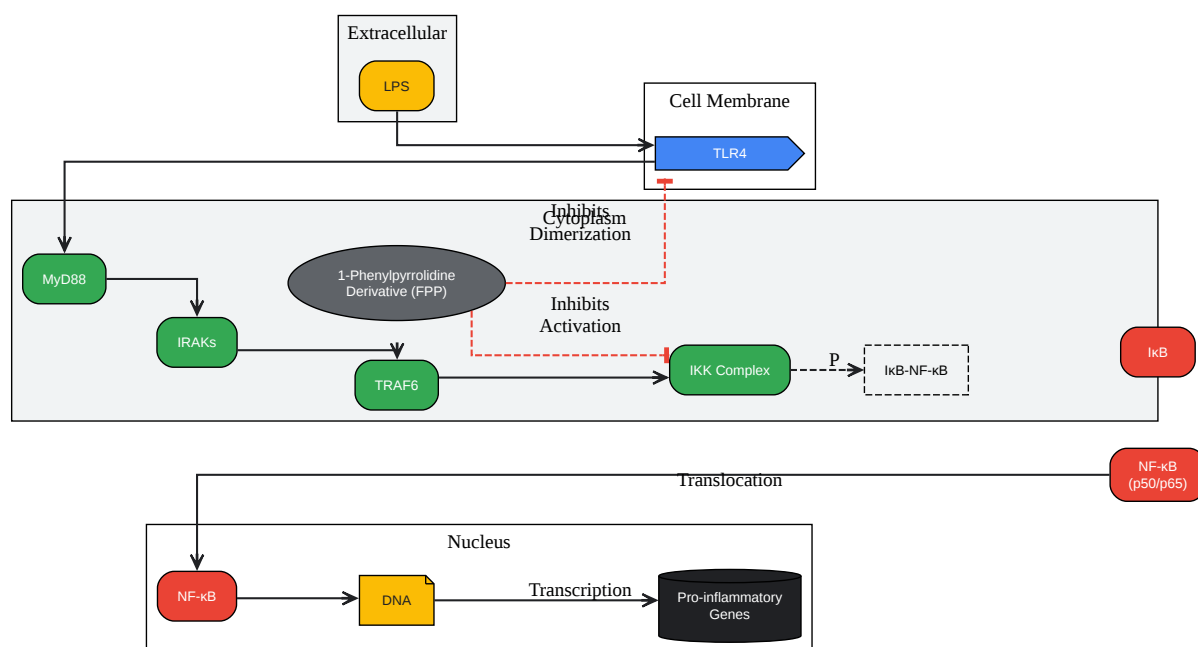 Extracellular
LPS
Cell Membrane
TLR4
Cytoplasm
Inhibits
Dimerization
MyD88
1-Phenylpyrrolidine
Derivative (FPP)
Inhibits
Activation
IRAKs
IκB
P
IKK Complex
IκB-NF-κB
TRAF6
NF-κB
(p50/p65)
Translocation
Nucleus
NF-κB
DNA
Transcription
Pro-inflammatory
Genes